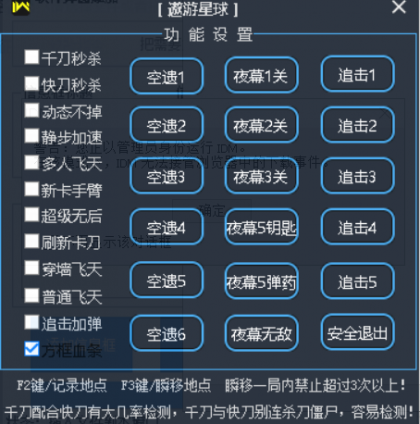 [ 遨游星球 ]
功 能 设 置
千刀秒杀
快刀秒杀
动态不掉
静步加速
多人飞天
新卡手臂
超级无后
刷新卡刀
穿墙飞天
普通飞天
追击加弹
方框血条
空遗1 夜幕1关 追击1
空遗2 夜幕2关 追击2
空遗3 夜幕3关 追击3
空遗4 夜幕5钥匙 追击4
空遗5 夜幕5弹药 追击5
空遗6 夜幕无敌 安全退出
F2键/记录地点 F3键/瞬移地点 瞬移一局内禁止超过3次以上!
千刀配合快刀有大几率检测，千刀与快刀别连杀刀僵尸，容易检测!